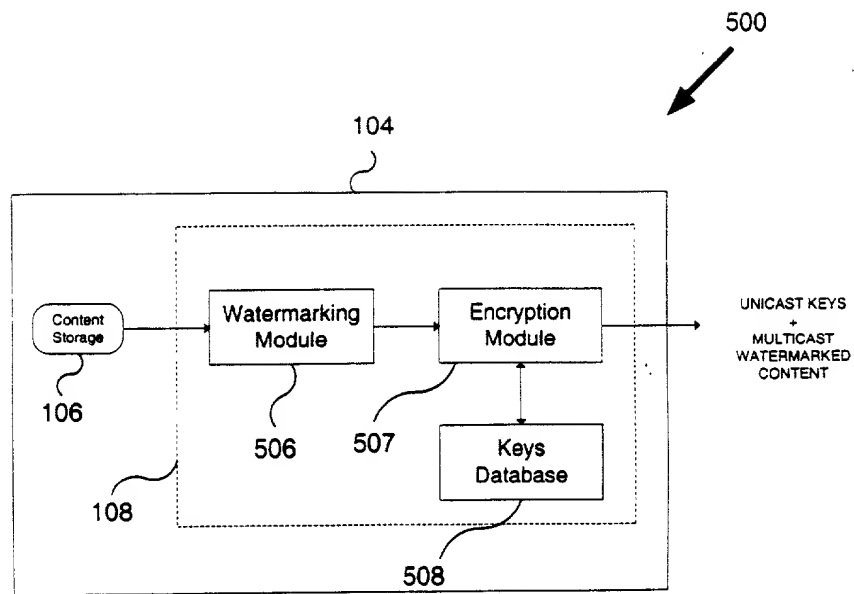 500
104
Content
Storage
106
Watermarking
Module
506
Encryption
Module
507
Keys
Database
508
108
UNICAST KEYS
+
MULTICAST
WATERMARKED
CONTENT